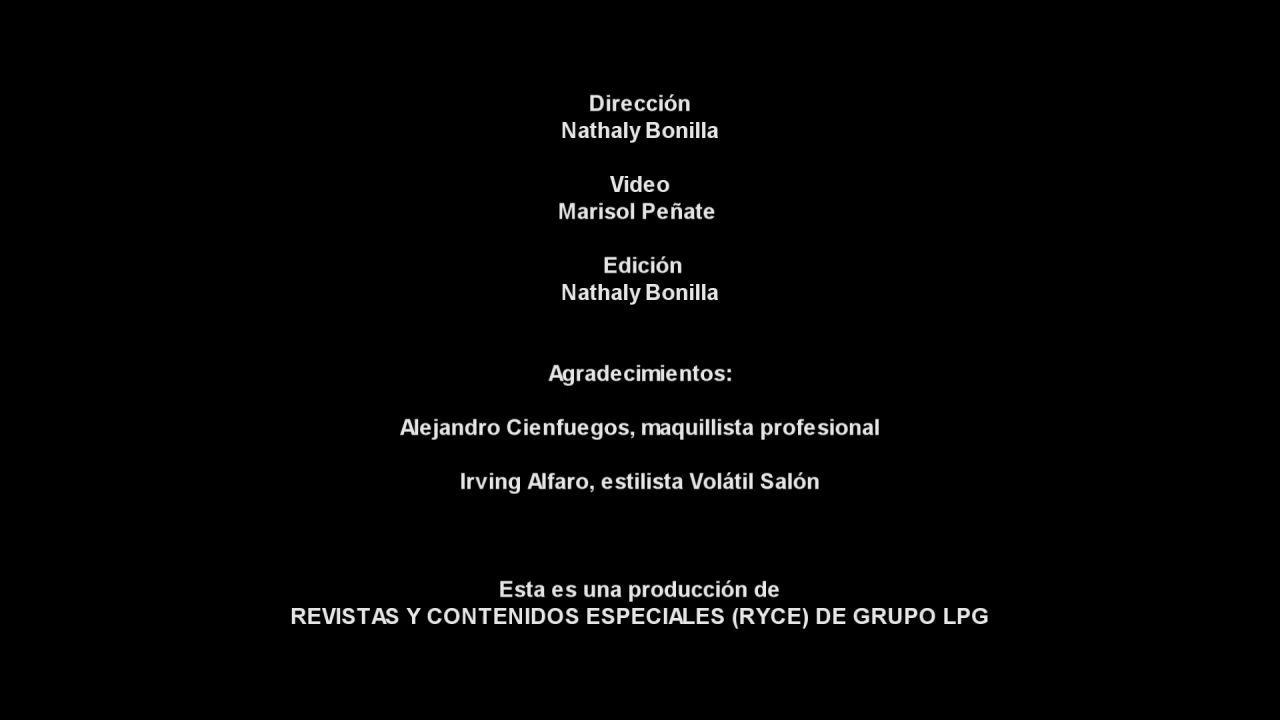 Dirección
Nathaly Bonilla
Video
Marisol Peñate
Edición
Nathaly Bonilla
Agradecimientos:
Alejandro Cienfuegos, maquillista profesional
Irving Alfaro, estilista Volátil Salón
Esta es una producción de
REVISTAS Y CONTENIDOS ESPECIALES (RYCE) DE GRUPO LPG